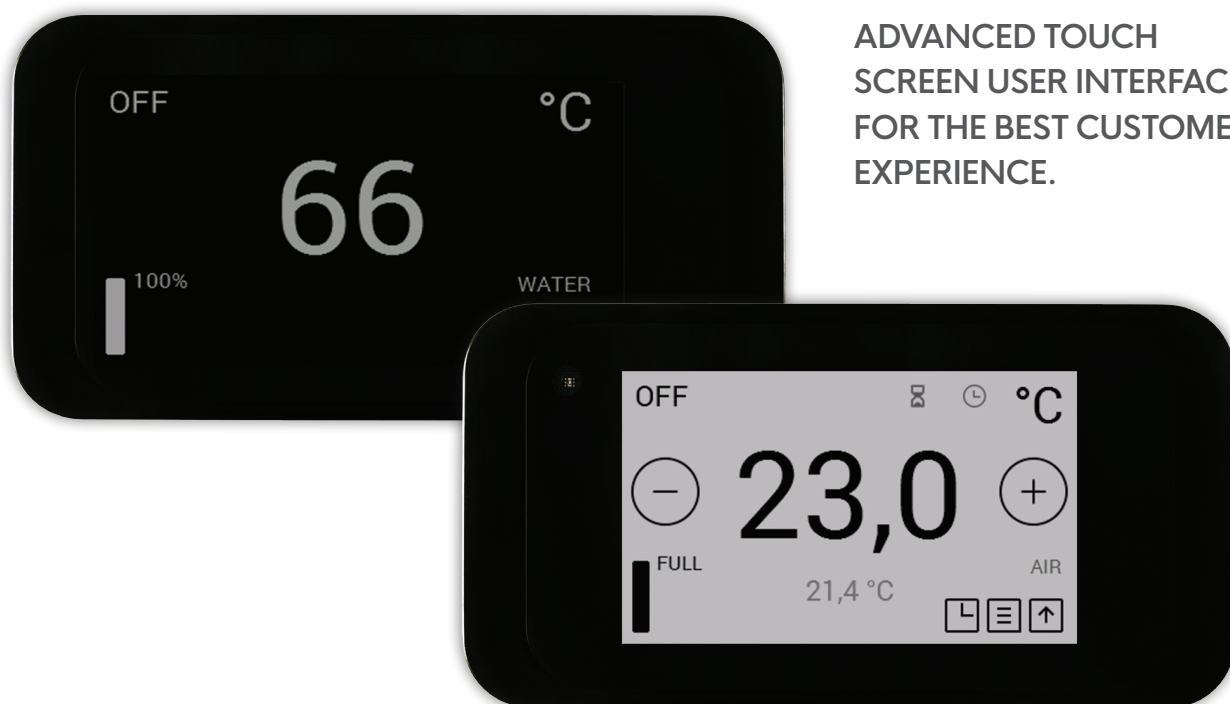 ADVANCED TOUCH
SCREEN USER INTERFAC
FOR THE BEST CUSTOME
EXPERIENCE.
OFF
°C
66
100%
WATER
OFF
°C
23,0
FULL
21,4 °C
AIR